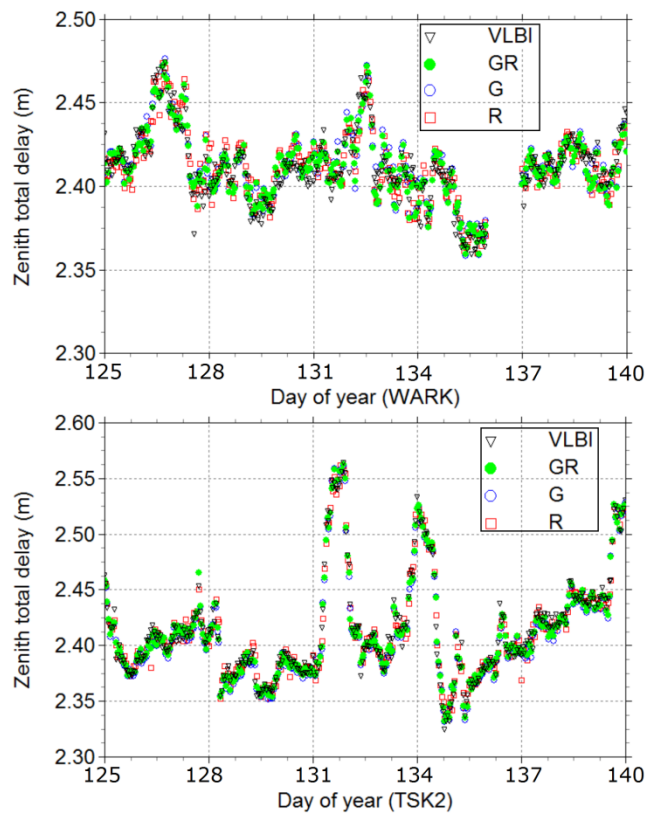 2.50
2.45
2.40
2.35
2.30
Zenith total delay (m)
VLBI
GR
G
R
125 128 131 134 137 140
Day of year (WARK)
2.60
2.55
2.50
2.45
2.40
2.35
2.30
Zenith total delay (m)
VLBI
GR
G
R
125 128 131 134 137 140
Day of year (TSK2)